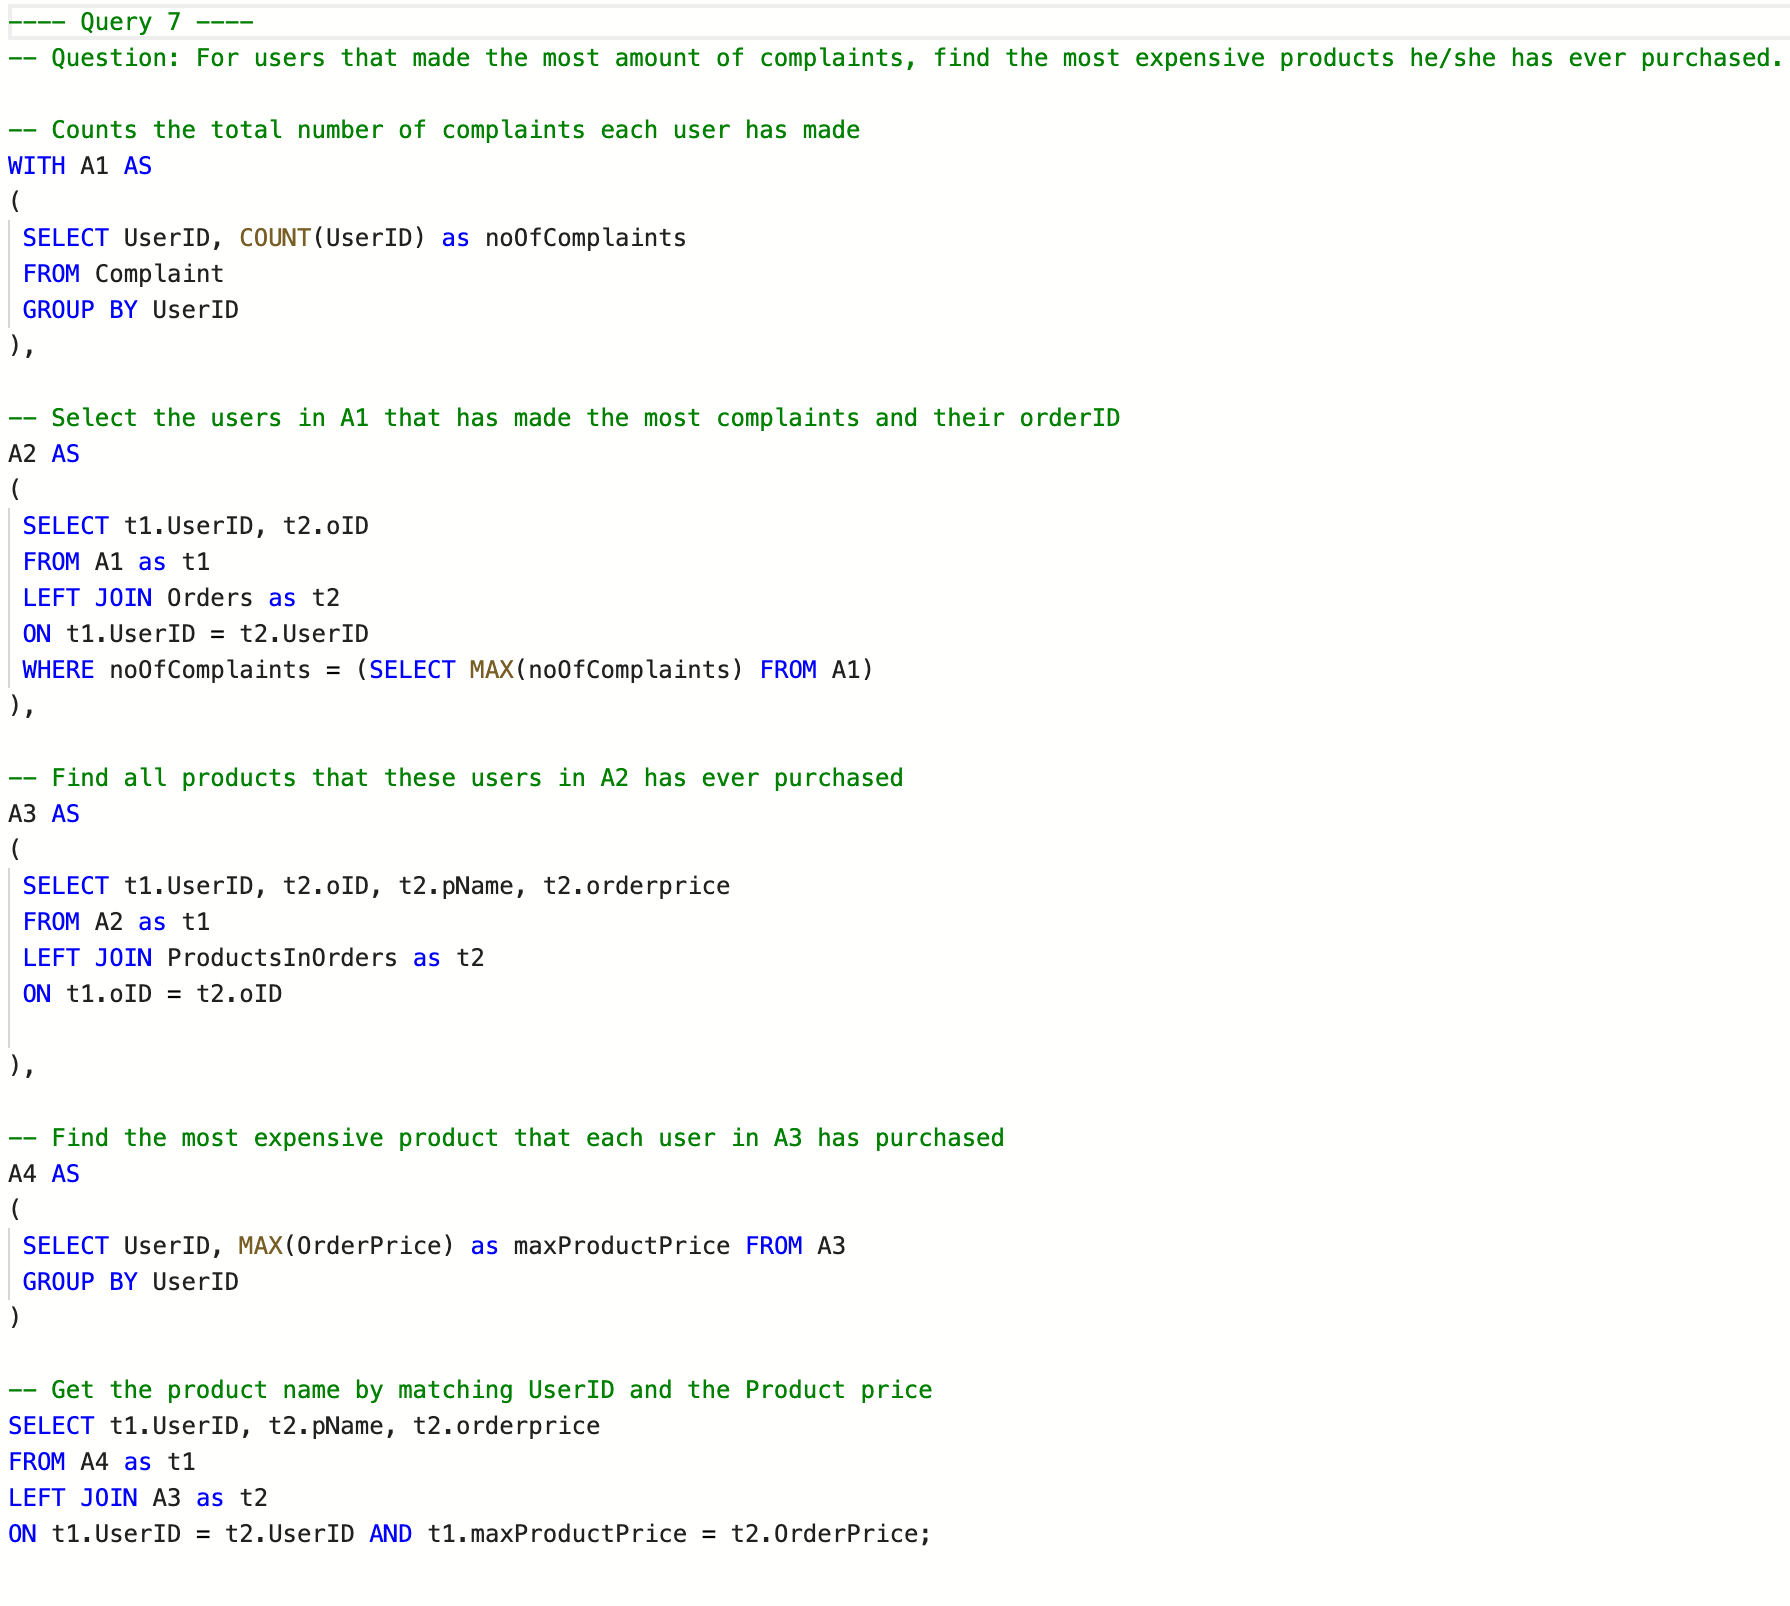 ---- Query 7 ----
-- Question: For users that made the most amount of complaints, find the most expensive products he/she has ever purchased.
-- Counts the total number of complaints each user has made
WITH A1 AS
(
SELECT UserID, COUNT(UserID) as noOfComplaints
FROM Complaint
GROUP BY UserID
),
-- Select the users in A1 that has made the most complaints and their orderID
A2 AS
(
SELECT t1.UserID, t2.oID
FROM A1 as t1
LEFT JOIN Orders as t2
ON t1.UserID = t2.UserID
WHERE noOfComplaints = (SELECT MAX(noOfComplaints) FROM A1)
),
-- Find all products that these users in A2 has ever purchased
A3 AS
(
SELECT t1.UserID, t2.oID, t2.pName, t2.orderprice
FROM A2 as t1
LEFT JOIN ProductsInOrders as t2
ON t1.oID = t2.oID
),
-- Find the most expensive product that each user in A3 has purchased
A4 AS
(
SELECT UserID, MAX(OrderPrice) as maxProductPrice FROM A3
GROUP BY UserID
)
-- Get the product name by matching UserID and the Product price
SELECT t1.UserID, t2.pName, t2.orderprice
FROM A4 as t1
LEFT JOIN A3 as t2
ON t1.UserID = t2.UserID AND t1.maxProductPrice = t2.OrderPrice;